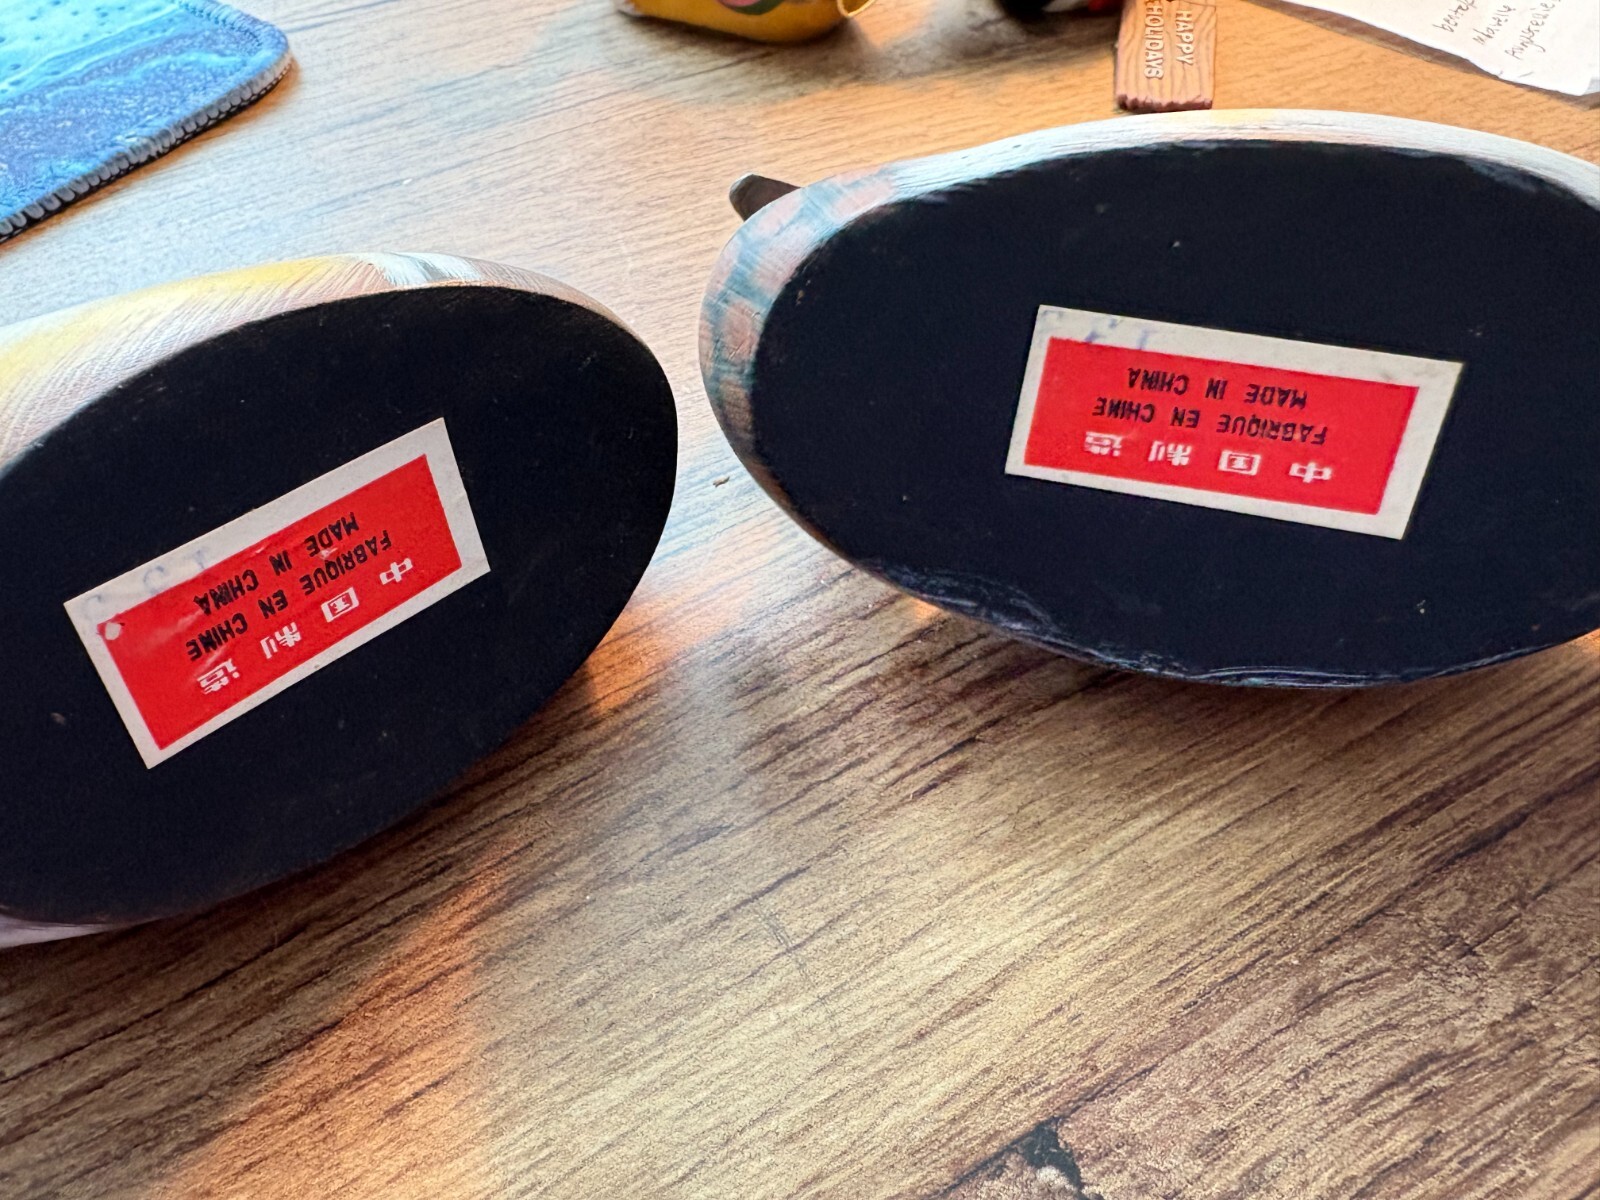 HAPPY
HOLIDAYS
中国制造
FABRIQUE EN CHINE
MADE IN CHINA
中国制造
FABRIQUE EN CHINE
MADE IN CHINA